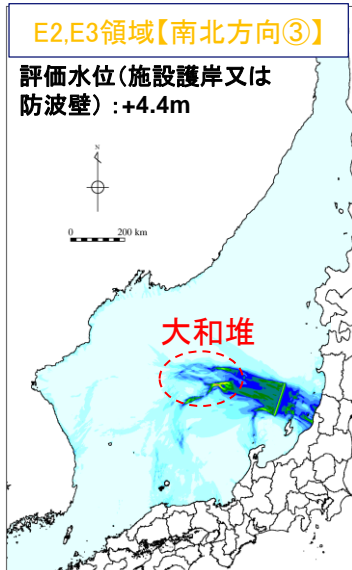 E2,E3領域【南北方向③】
評価水位(施設護岸又は
防波壁):+4.4m
N
0 200 km
大和堆